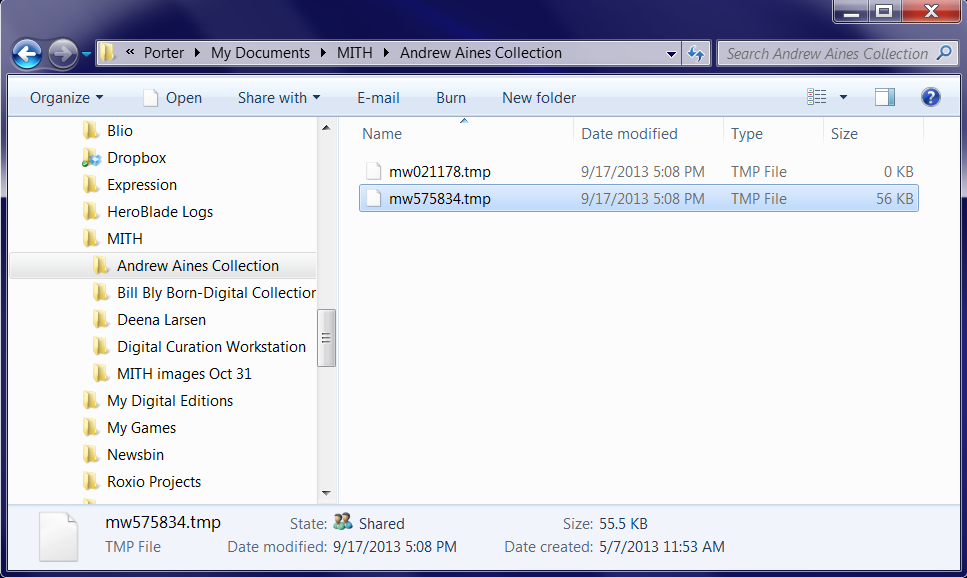 « Porter My Documents MITH Andrew Aines Collection Search Andrew Aines Collection
Organize Open Share with E-mail Burn New folder
Blio
Dropbox
Expression
HeroBlade Logs
MITH
Andrew Aines Collection
Bill Bly Born-Digital Collection
Deena Larsen
Digital Curation Workstation
MITH images Oct 31
My Digital Editions
My Games
Newsbin
Roxio Projects
Name Date modified Type Size
mw021178.tmp 9/17/2013 5:08 PM TMP File 0 KB
mw575834.tmp 9/17/2013 5:08 PM TMP File 56 KB
mw575834.tmp State: Shared Size: 55.5 KB
TMP File Date modified: 9/17/2013 5:08 PM Date created: 5/7/2013 11:53 AM